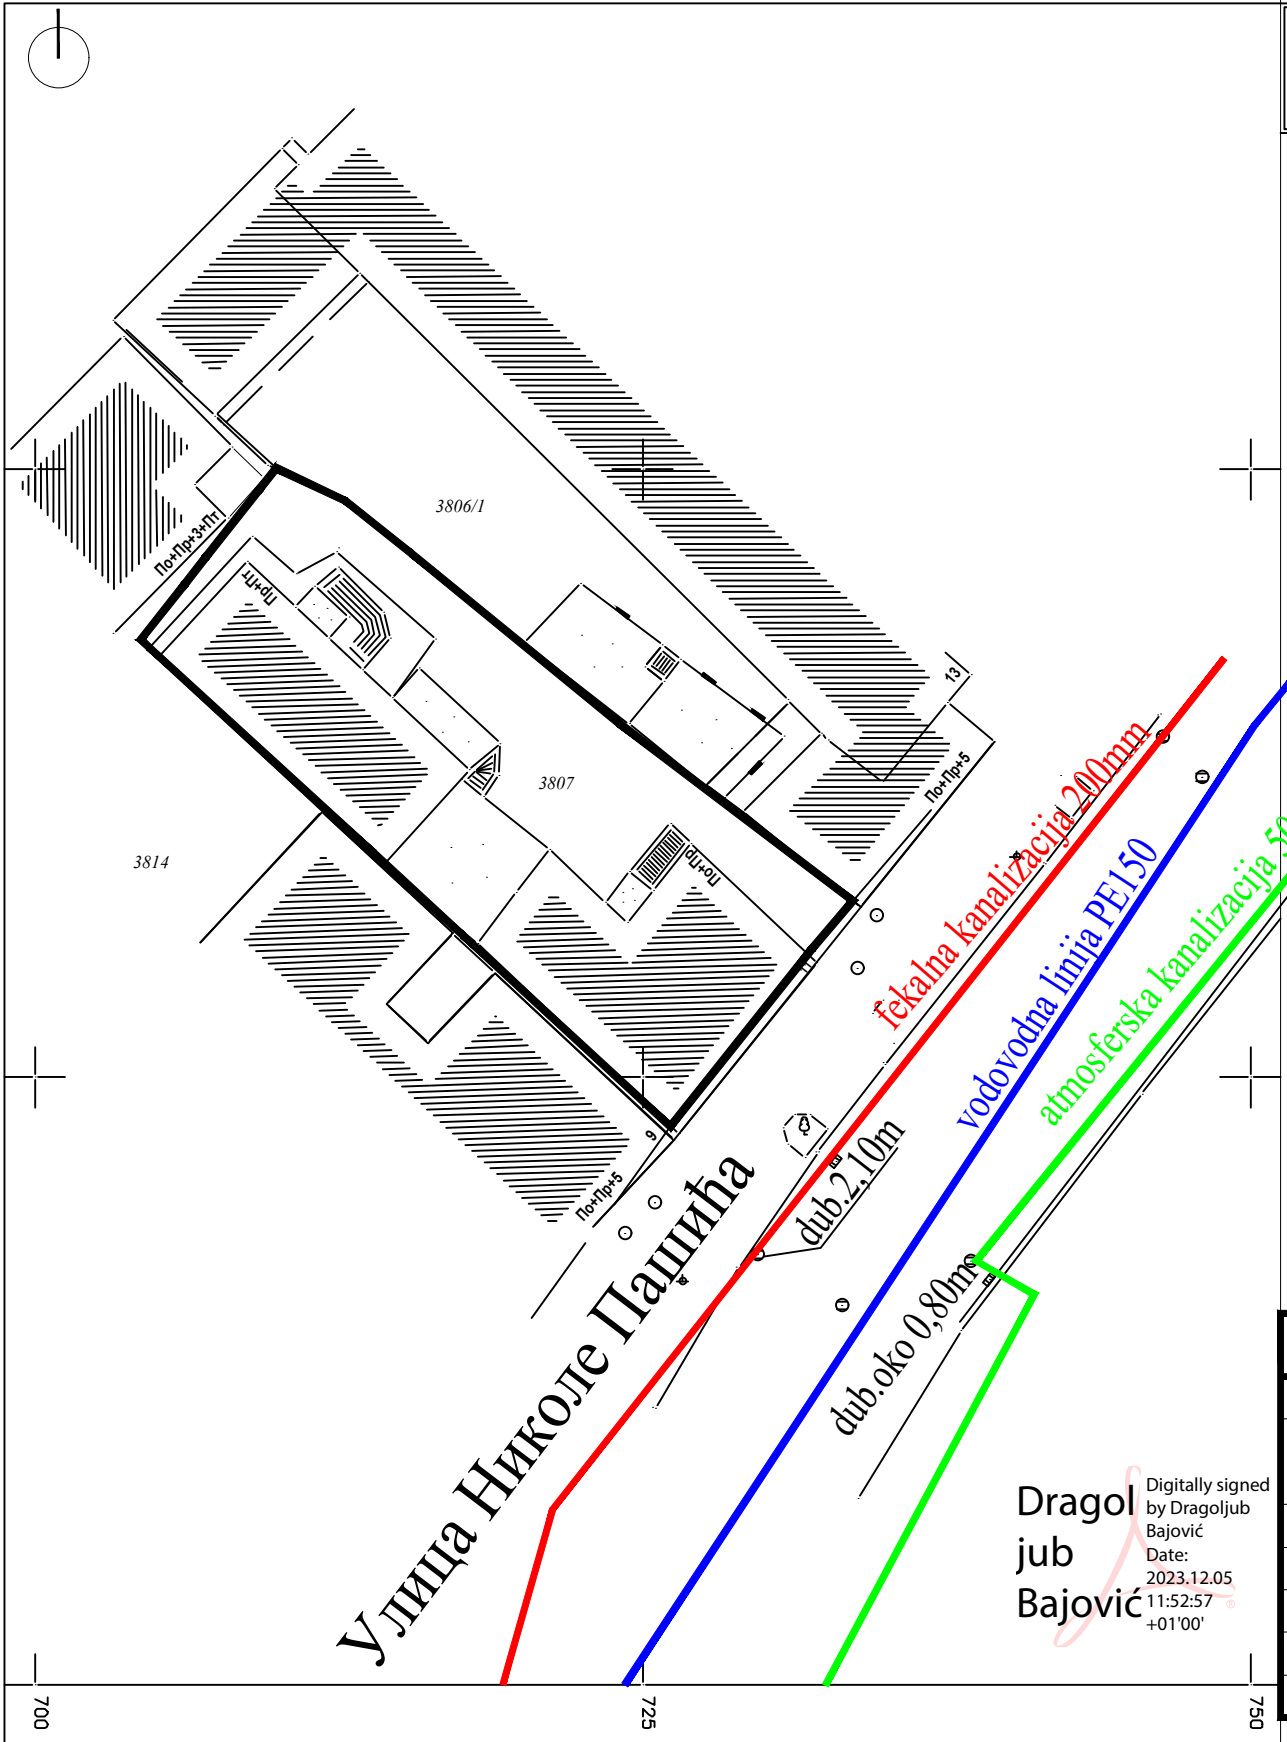 3806/1
По+Пр+3+Пт
Пр+Пт
13
3807
По+Пр+5
3814
По+Пр
fekalna kanalizacija 200mm
vodovodna linija PE150
atmosferska kanalizacija
9
По+Пр+5
dub.2,10m
dub.oko 0,80m
Улица Николе Пашића
Dragol
jub
Bajović
Digitally signed
by Dragoljub
Bajović
Date:
2023.12.05
11:52:57
+01'00'
700
725
750